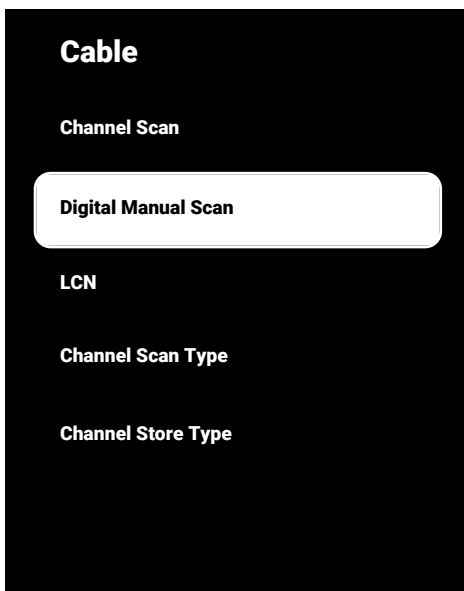 Cable
Channel Scan
Digital Manual Scan
LCN
Channel Scan Type
Channel Store Type